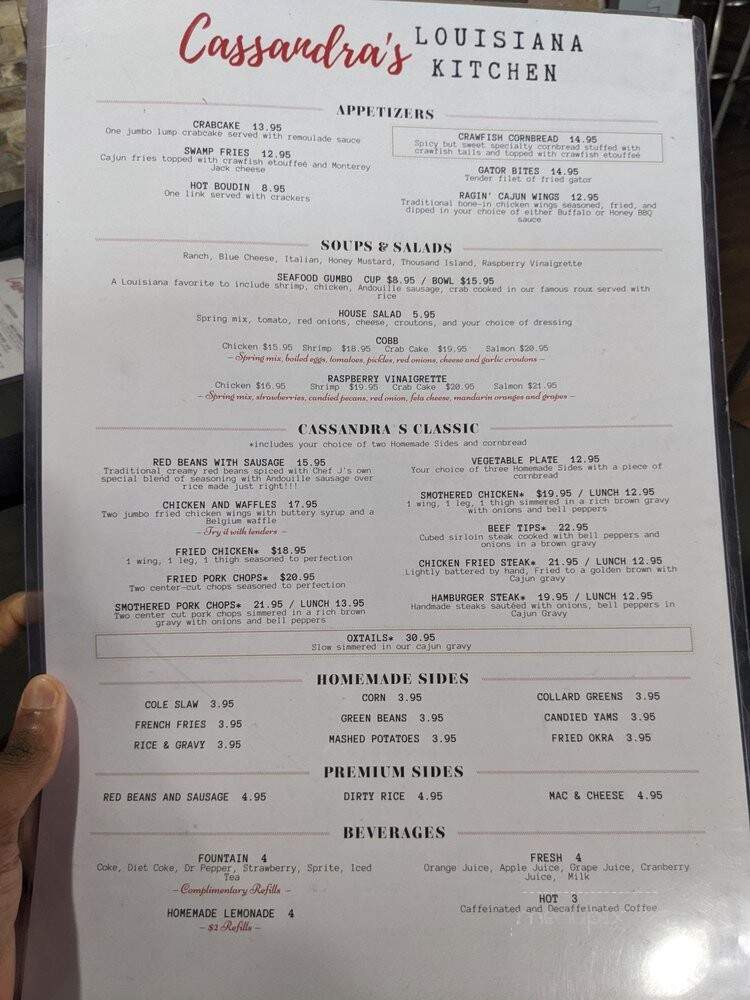 Cassandra's LOUISIANA KITCHEN
APPETIZERS
CRABCAKE 13.95
One jumbo lump crabcake served with remoulade sauce
SWAMP FRIES 12.95
Cajun fries topped with crawfish etouffee and Monterey
Jack cheese
HOT BOUDIN 8.95
One link served with crackers
CRAWFISH CORNBREAD 14.95
Spicy but sweet specialty cornbread stuffed with
crawfish tails and topped with crawfish etouffeé
GATOR BITES 14.95
Tender filet of fried gator
RAGIN' CAJUN WINGS 12.95
Traditional bone-in chicken wings seasoned, fried, and
dipped in your choice of either Buffalo or Honey BBQ
sauce
SOUPS & SALADS
Ranch, Blue Cheese, Italian, Honey Mustard, Thousand Island, Raspberry Vinaigrette
SEAFOOD GUMBO CUP $8.95 / BOWL $15.95
A Louisiana favorite to include shrimp, chicken, Andouille sausage, crab cooked in our famous roux served with
rice
HOUSE SALAD 5.95
Spring mix, tomato, red onions, cheese, croutons, and your choice of dressing
COBB
Chicken $15.95 Shrimp $18.95 Crab Cake $19.95 Salmon $20.95
~ Spring mix, boiled eggs, tomatoes, pickles, red onions, cheese and garlic croutons ~
RASPBERRY VINAIGRETTE
Chicken $16.95 Shrimp $19.95 Crab Cake $20.95 Salmon $21.95
~ Spring mix, strawberries, candied pecans, red onion, feta cheese, mandarin oranges and grapes ~
CASSANDRA'S CLASSIC
*includes your choice of two Homemade Sides and cornbread
RED BEANS WITH SAUSAGE 15.95
Traditional creamy red beans spiced with Chef J's own
special blend of seasoning with Andouille sausage over
rice made just right!!!
CHICKEN AND WAFFLES 17.95
Two jumbo fried chicken wings with buttery syrup and a
Belgium waffle
~ Try it with tenders ~
FRIED CHICKEN* $18.95
1 wing, 1 leg, 1 thigh seasoned to perfection
FRIED PORK CHOPS* $20.95
Two center-cut chops seasoned to perfection
SMOTHERED PORK CHOPS* 21.95 / LUNCH 13.95
Two center cut pork chops simmered in a rich brown
gravy with onions and bell peppers
VEGETABLE PLATE 12.95
Your choice of three Homemade Sides with a piece of
cornbread
SMOTHERED CHICKEN* $19.95 / LUNCH 12.95
1 wing, 1 leg, 1 thigh simmered in a rich brown gravy
with onions and bell peppers
BEEF TIPS* 22.95
Cubed sirloin steak cooked with bell peppers and
onions in a brown gravy
CHICKEN FRIED STEAK* 21.95 / LUNCH 12.95
Lightly battered by hand, Fried to a golden brown with
Cajun gravy
HAMBURGER STEAK* 19.95 / LUNCH 12.95
Handmade steaks sautéed with onions, bell peppers in
Cajun Gravy
OXTAILS* 30.95
Slow simmered in our cajun gravy
HOMEMADE SIDES
COLE SLAW 3.95
FRENCH FRIES 3.95
RICE & GRAVY 3.95
CORN 3.95
GREEN BEANS 3.95
MASHED POTATOES 3.95
COLLARD GREENS 3.95
CANDIED YAMS 3.95
FRIED OKRA 3.95
PREMIUM SIDES
RED BEANS AND SAUSAGE 4.95
DIRTY RICE 4.95
MAC & CHEESE 4.95
BEVERAGES
FOUNTAIN 4
Coke, Diet Coke, Dr Pepper, Strawberry, Sprite, Iced
Tea
~ Complimentary Refills ~
HOMEMADE LEMONADE 4
~ $2 Refills ~
FRESH 4
Orange Juice, Apple Juice, Grape Juice, Cranberry
Juice, Milk
HOT 3
Caffeinated and Decaffeinated Coffee